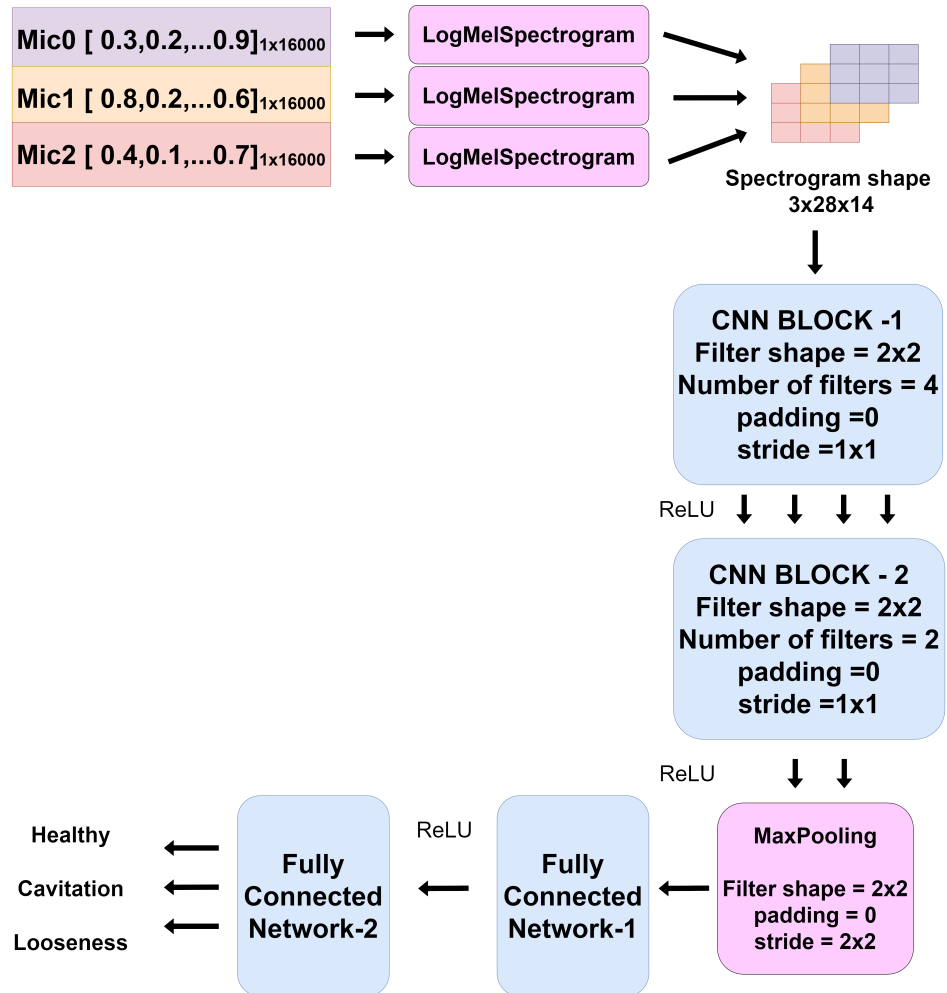 Mic0 [ 0.3,0.2,...0.9]1x16000
LogMelSpectrogram
Mic1 [ 0.8,0.2,...0.6]1x16000
LogMelSpectrogram
Mic2 [ 0.4,0.1,...0.7]1x16000
LogMelSpectrogram
Spectrogram shape
3x28x14
CNN BLOCK -1
Filter shape = 2x2
Number of filters = 4
padding =0
stride =1x1
ReLU
CNN BLOCK - 2
Filter shape = 2x2
Number of filters = 2
padding =0
stride =1x1
ReLU
MaxPooling
Filter shape = 2x2
padding = 0
stride = 2x2
Fully
Connected
Network-1
ReLU
Fully
Connected
Network-2
Healthy
Cavitation
Looseness